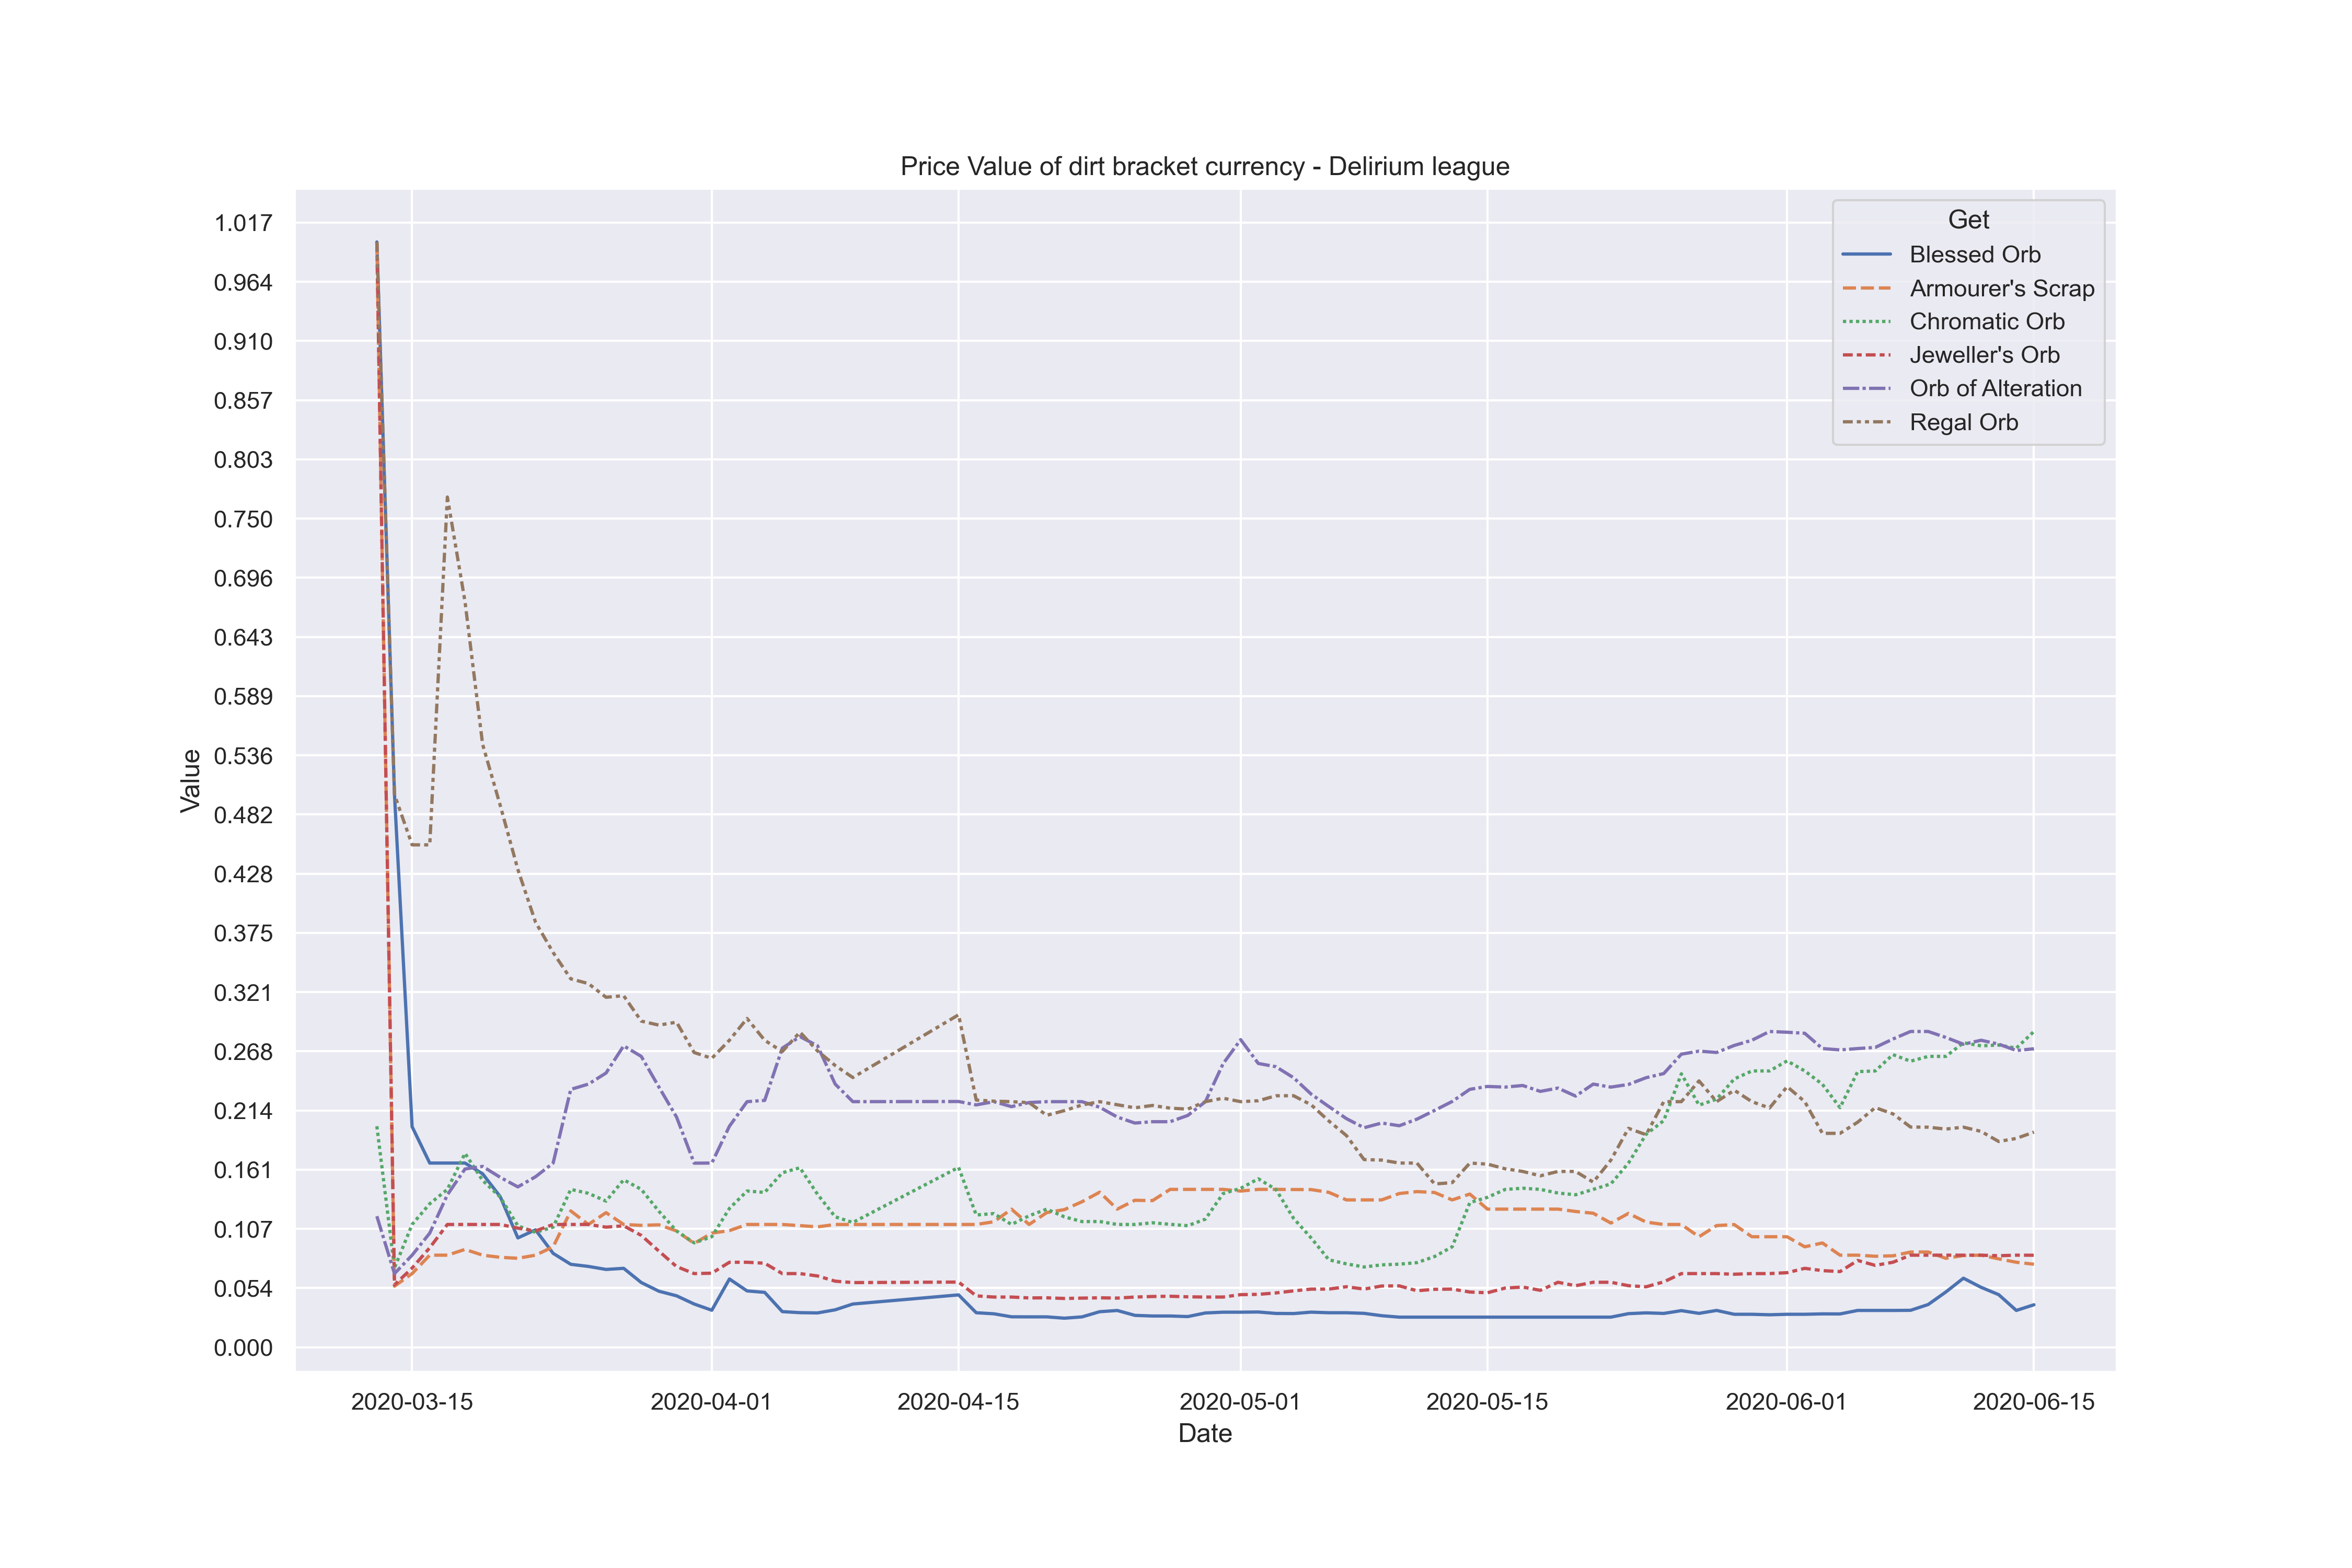 Price Value of dirt bracket currency - Delirium league
Get
Blessed Orb
Armourer's Scrap
Chromatic Orb
Jeweller's Orb
Orb of Alteration
Regal Orb
Value
1.017
0.964
0.910
0.857
0.803
0.750
0.696
0.643
0.589
0.536
0.482
0.428
0.375
0.321
0.268
0.214
0.161
0.107
0.054
0.000
2020-03-15 2020-04-01 2020-04-15 2020-05-01 2020-05-15 2020-06-01 2020-06-15
Date